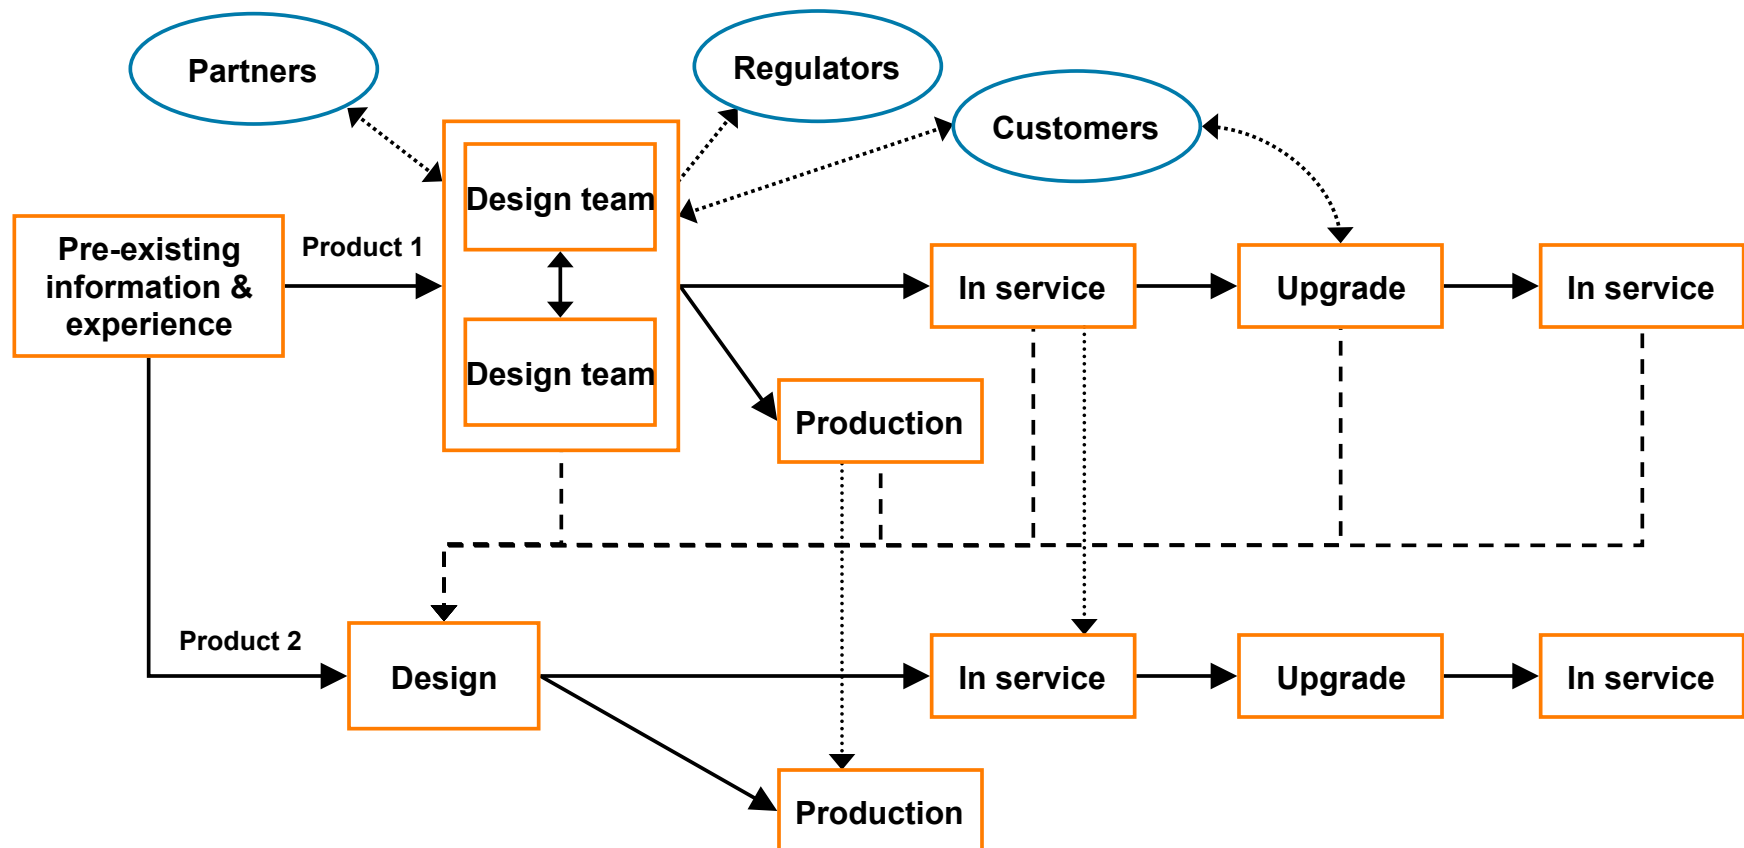 Partners
Regulators
Customers
Design team
Pre-existing
information &
experience
Product 1
In service
Upgrade
In service
Design team
Production
Product 2
Design
In service
Upgrade
In service
Production